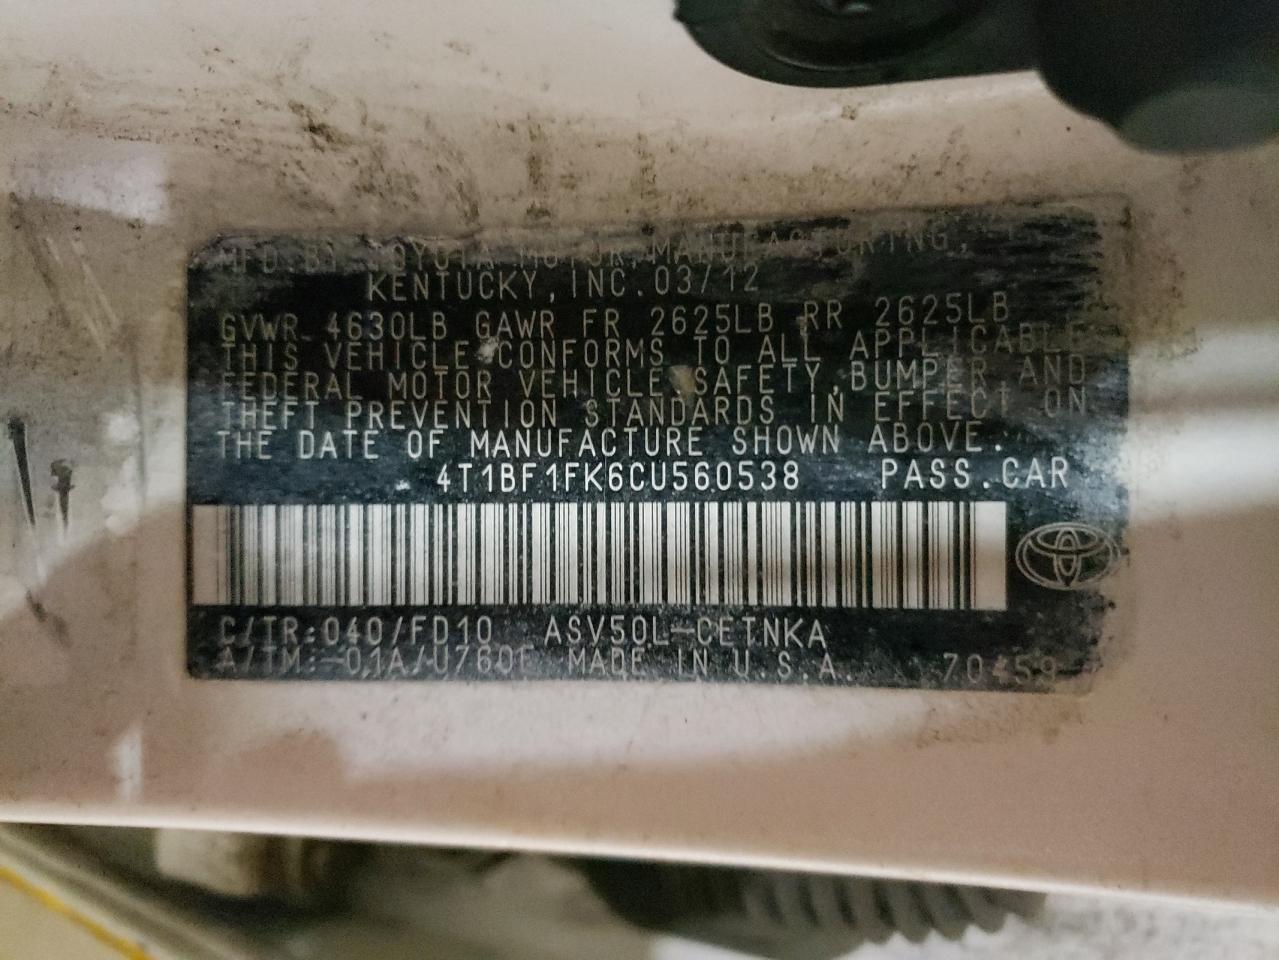 MFD.BY TOYOTA MOTOR MANUFACTURING,
KENTUCKY,INC.03/12
GVWR 4630LB GAWR FR 2625LB RR 2625LB
THIS VEHICLE CONFORMS TO ALL APPLICABLE
FEDERAL MOTOR VEHICLE SAFETY,BUMPER,AND
THEFT PREVENTION STANDARDS IN EFFECT ON
THE DATE OF MANUFACTURE SHOWN ABOVE.
4T1BF1FK6CU560538 PASS.CAR
C/TR:040/FD10 ASV50L-CETNKA
A/TM:-01A/U760E MADE IN U.S.A. 70459